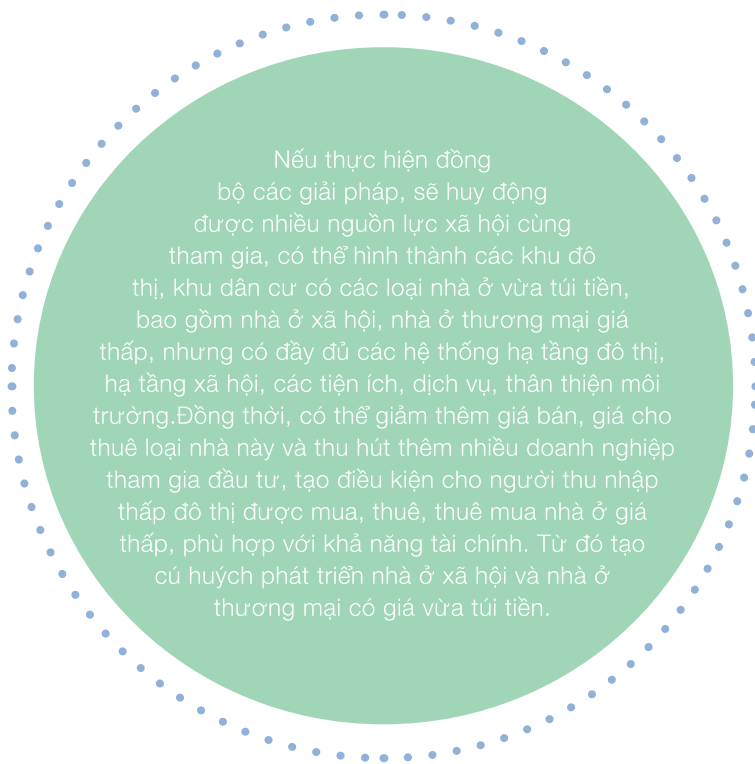 Nếu thực hiện đồng
bộ các giải pháp, sẽ huy động
được nhiều nguồn lực xã hội cùng
tham gia, có thể hình thành các khu đô
thị, khu dân cư có các loại nhà ở vừa túi tiền,
bao gồm nhà ở xã hội, nhà ở thương mại giá
thấp, nhưng có đầy đủ các hệ thống hạ tầng đô thị,
hạ tầng xã hội, các tiện ích, dịch vụ, thân thiện môi
trường.Đồng thời, có thể giảm thêm giá bán, giá cho
thuê loại nhà này và thu hút thêm nhiều doanh nghiệp
tham gia đầu tư, tạo điều kiện cho người thu nhập
thấp đô thị được mua, thuê, thuê mua nhà ở giá
thấp, phù hợp với khả năng tài chính. Từ đó tạo
cú huých phát triển nhà ở xã hội và nhà ở
thương mại có giá vừa túi tiền.